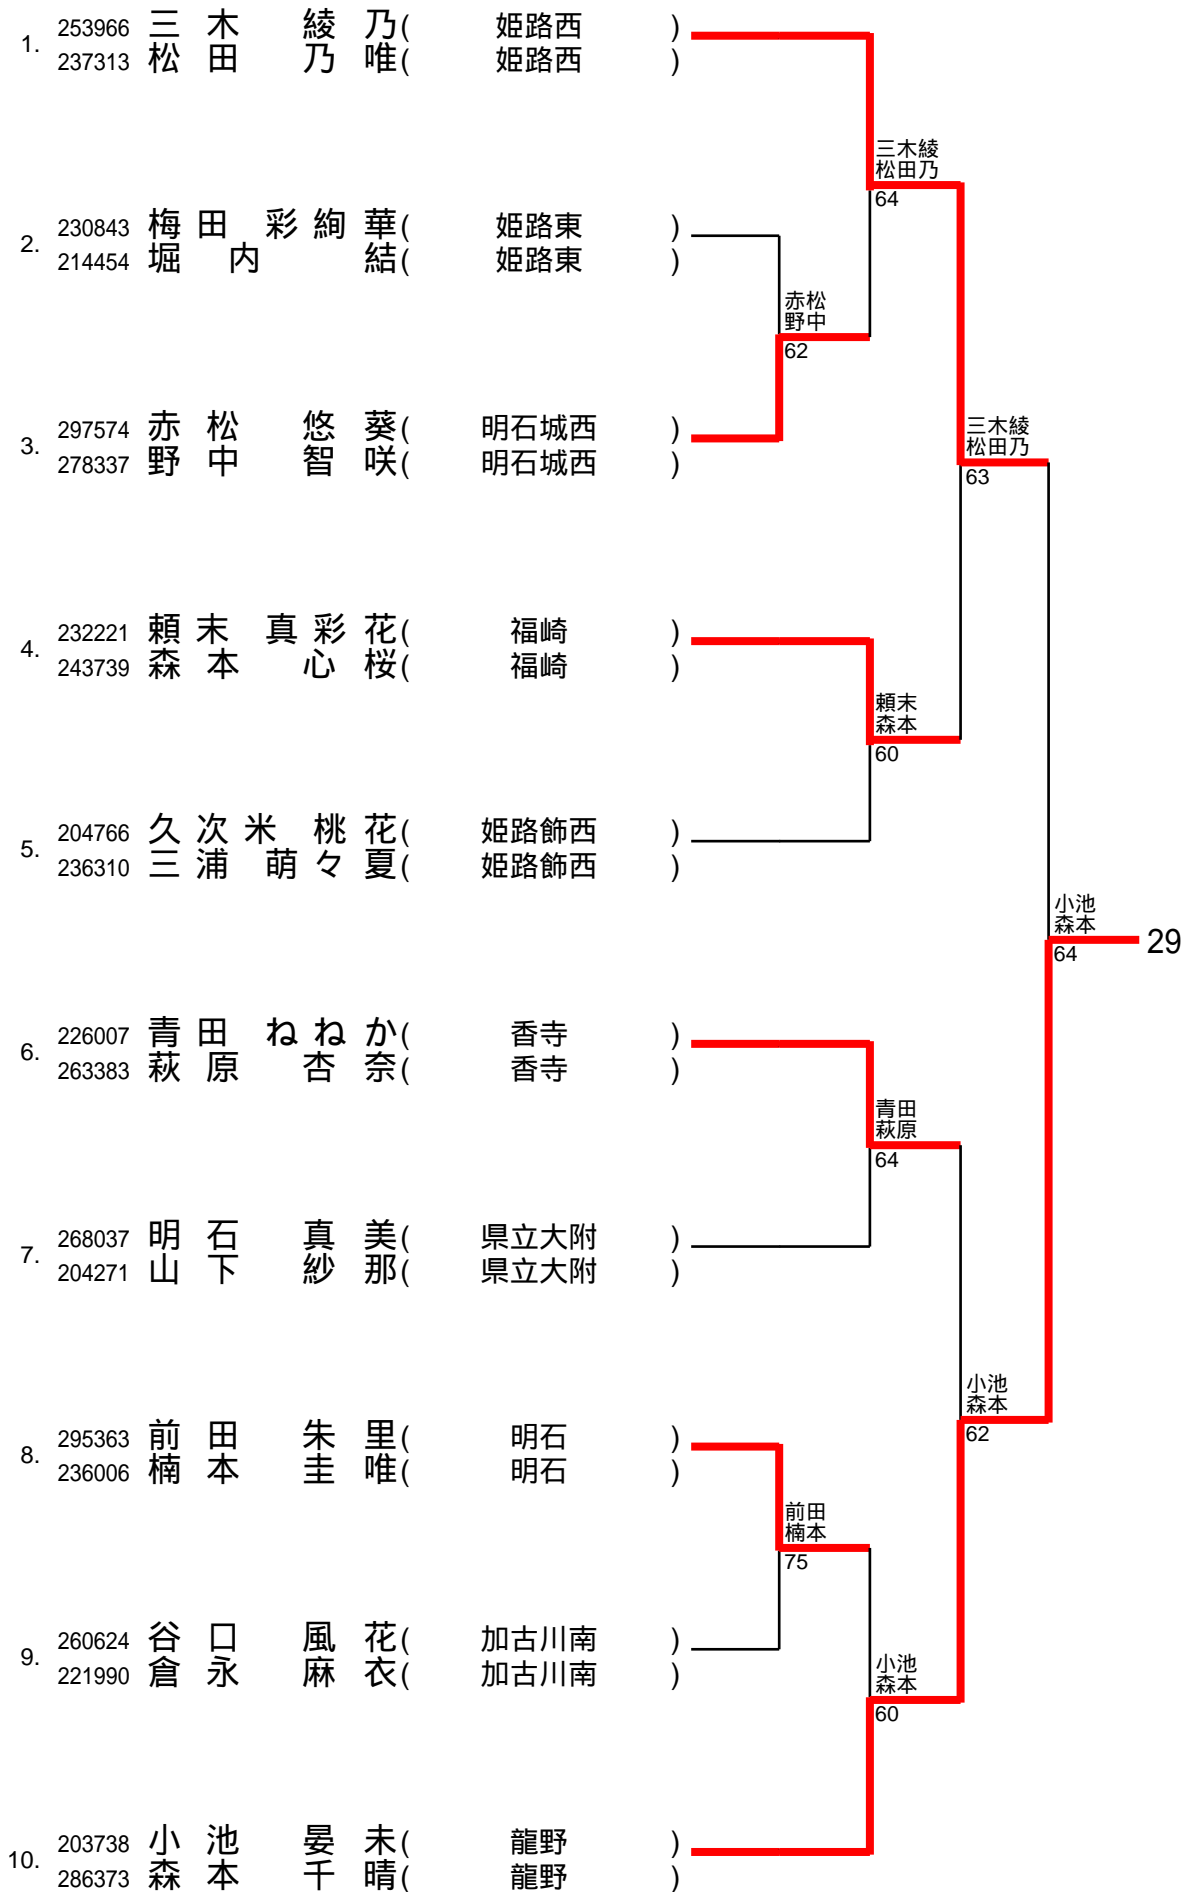 1. 253966 三木 綾乃( 姫路西 )
237313 松田 乃唯( 姫路西 )
三木綾
松田乃
64
2. 230843 梅田 彩絢華( 姫路東 )
214454 堀内 結( 姫路東 )
赤松
野中
62
3. 297574 赤松 悠葵( 明石城西 )
278337 野中 智咲( 明石城西 )
三木綾
松田乃
63
4. 232221 頼末 真彩花( 福崎 )
243739 森本 心桜( 福崎 )
頼末
森本
60
5. 204766 久次米 桃花( 姫路飾西 )
236310 三浦 萌々夏( 姫路飾西 )
小池
森本
64
29
6. 226007 青田 ねねか( 香寺 )
263383 萩原 杏奈( 香寺 )
青田
萩原
64
7. 268037 明石 真美( 県立大附 )
204271 山下 紗那( 県立大附 )
小池
森本
62
8. 295363 前田 朱里( 明石 )
236006 楠本 圭唯( 明石 )
前田
楠本
75
9. 260624 谷口 風花( 加古川南 )
221990 倉永 麻衣( 加古川南 )
小池
森本
60
10. 203738 小池 晏未( 龍野 )
286373 森本 千晴( 龍野 )